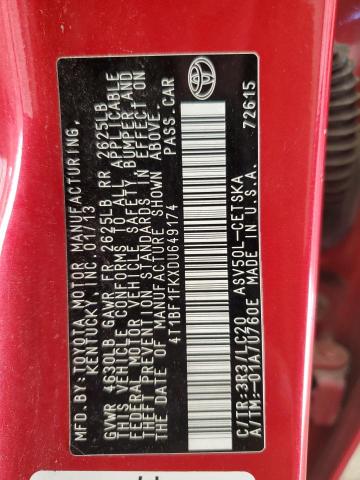 MFD. BY: TOYOTA MOTOR MANUFACTURING,
KENTUCKY, INC. 01/13
GVWR 4630LB GAWR FR 2625LB RR 2625LB
THIS VEHICLE CONFORMS TO ALL APPLICABLE
FEDERAL MOTOR VEHICLE SAFETY, BUMPER AND
THEFT PREVENTION STANDARDS IN EFFECT ON
THE DATE OF MANUFACTURE SHOWN ABOVE.
4T1BF1FKXDU649174 PASS. CAR
TOYOTA
C/TR: 3R3/LC20 ASV50L-CETSKA
A/TM: -01A/U760E MADE IN U.S.A.
72615